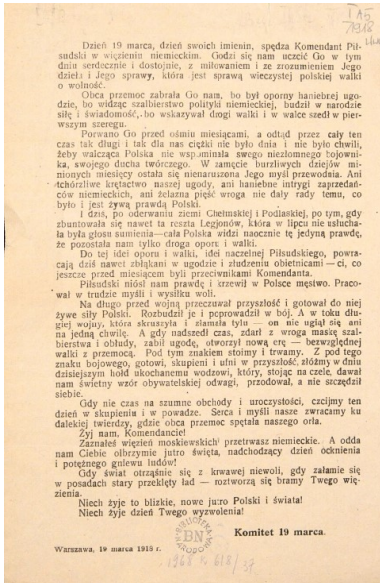 Dzień 19 marca, dzień swoich imienin, spędza Komendant Pił-
sudski w więzieniu niemieckim. Godzi się nam uczcić Go w tym
dniu serdecznie i dostojnie, z miłowaniem i ze zrozumieniem Jego
dzieła i Jego sprawy, która jest sprawą wieczystej polskiej walki
o wolność.
Obca przemoc zabrała Go nam, bo był oporny haniebnej ugo-
dzie, bo widząc szalbierstwo polityki niemieckiej, budził w narodzie
siłę i świadomość, bo wskazywał drogi walki i w walce szedł w pier-
wszym szeregu.
Porwano Go przed ośmiu miesiącami, a odtąd przez cały ten
czas tak długi i tak dla nas ciężki nie było dnia i nie było chwili,
żeby walcząca Polska nie wspominała swego niezłomnego bojowni-
ka, swojego ducha twórczego. W zamęcie burzliwych dziejów mi-
nionych miesięcy ostała się nienaruszona Jego myśl przewodnia. Ani
tchórzliwe krętactwo naszej ugody, ani haniebne intrygi zaprzedań-
ców niemieckich, ani żelazna pięść wroga nie dały rady temu, co
było i jest żywą prawdą Polski.
I dziś, po oderwaniu ziemi Chełmskiej i Podlaskiej, po tym, gdy
zbuntowała się nawet ta reszta Legjonów, która w lipcu nie usłucha-
ła była głosu sumienia—cała Polska widzi naocznie tę jedyną prawdę,
że pozostała nam tylko droga oporu i walki.
Do tej idei oporu i walki, idei naczelnej Piłsudskiego, powra-
cają dziś nawet zbłąkani w ugodzie i złudzeniu obietnicami — ci, co
jeszcze przed miesiącem byli przeciwnikami Komendanta.
Piłsudski niósł nam prawdę i krzewił w Polsce męstwo. Praco-
wał w trudzie myśli i wysiłku woli.
Na długo przed wojną przeczuwał przyszłość i gotował do niej
żywe siły Polski. Rozbudził je i poprowadził w bój. A w toku dłu-
giej wojny, która skruszyła i złamała tylu — on nie ugiął się ani
na jedną chwilę. A gdy nadszedł czas, zdarł z wroga maskę szal-
bierstwa i obłudy, zabił ugodę, otworzył nową erę — bezwzględnej
walki z przemocą. Pod tym znakiem stoimy i trwamy. Z pod tego
znaku bojowego, gotowi, skupieni i ufni w przyszłość, złóżmy w dniu
dzisiejszym hołd ukochanemu wodzowi, który, stojąc na czele, dawał
nam świetny wzór obywatelskiej odwagi, przodował, a nie szczędził
siebie.
Gdy nie czas na szumne obchody i uroczystości, czcijmy ten
dzień w skupieniu i w powadze. Serca i myśli nasze zwracamy ku
dalekiej twierdzy, gdzie obca przemoc spętała naszego orła.
Żyj nam, Komendancie!
Zaznałeś więzień moskiewskich przetrwasz niemieckie. A odda
nam Ciebie olbrzymie jutro święta, nadchodzący dzień ocknienia
i potężnego gniewu ludów!
Gdy świat otrząśnie się z krwawej niewoli, gdy załamie się
w posadach stary przeklęty ład — roztworzą się bramy Twego wię-
zienia.
Niech żyje to blizkie, nowe jutro Polski i świata!
Niech żyje dzień Twego wyzwolenia!
Komitet 19 marca.
Warszawa, 19 marca 1918 r.
BIBLIOTEKA
BN
NARODOWA
1968 r. 618/37